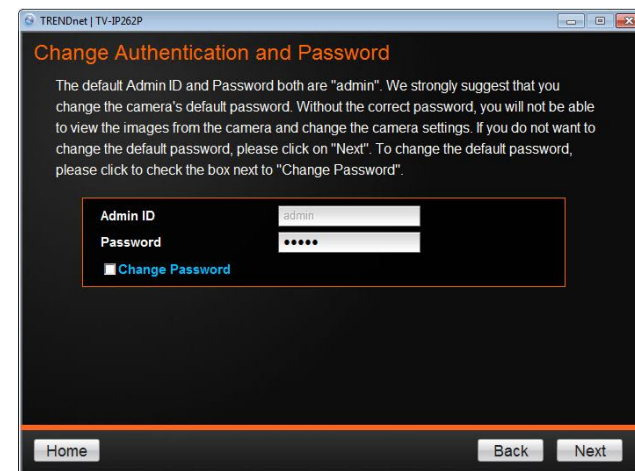 TRENDnet | TV-IP262P
Change Authentication and Password
The default Admin ID and Password both are "admin". We strongly suggest that you
change the camera's default password. Without the correct password, you will not be able
to view the images from the camera and change the camera settings. If you do not want to
change the default password, please click on "Next". To change the default password,
please click to check the box next to "Change Password".
Admin ID admin
Password •••••
Change Password
Home Back Next